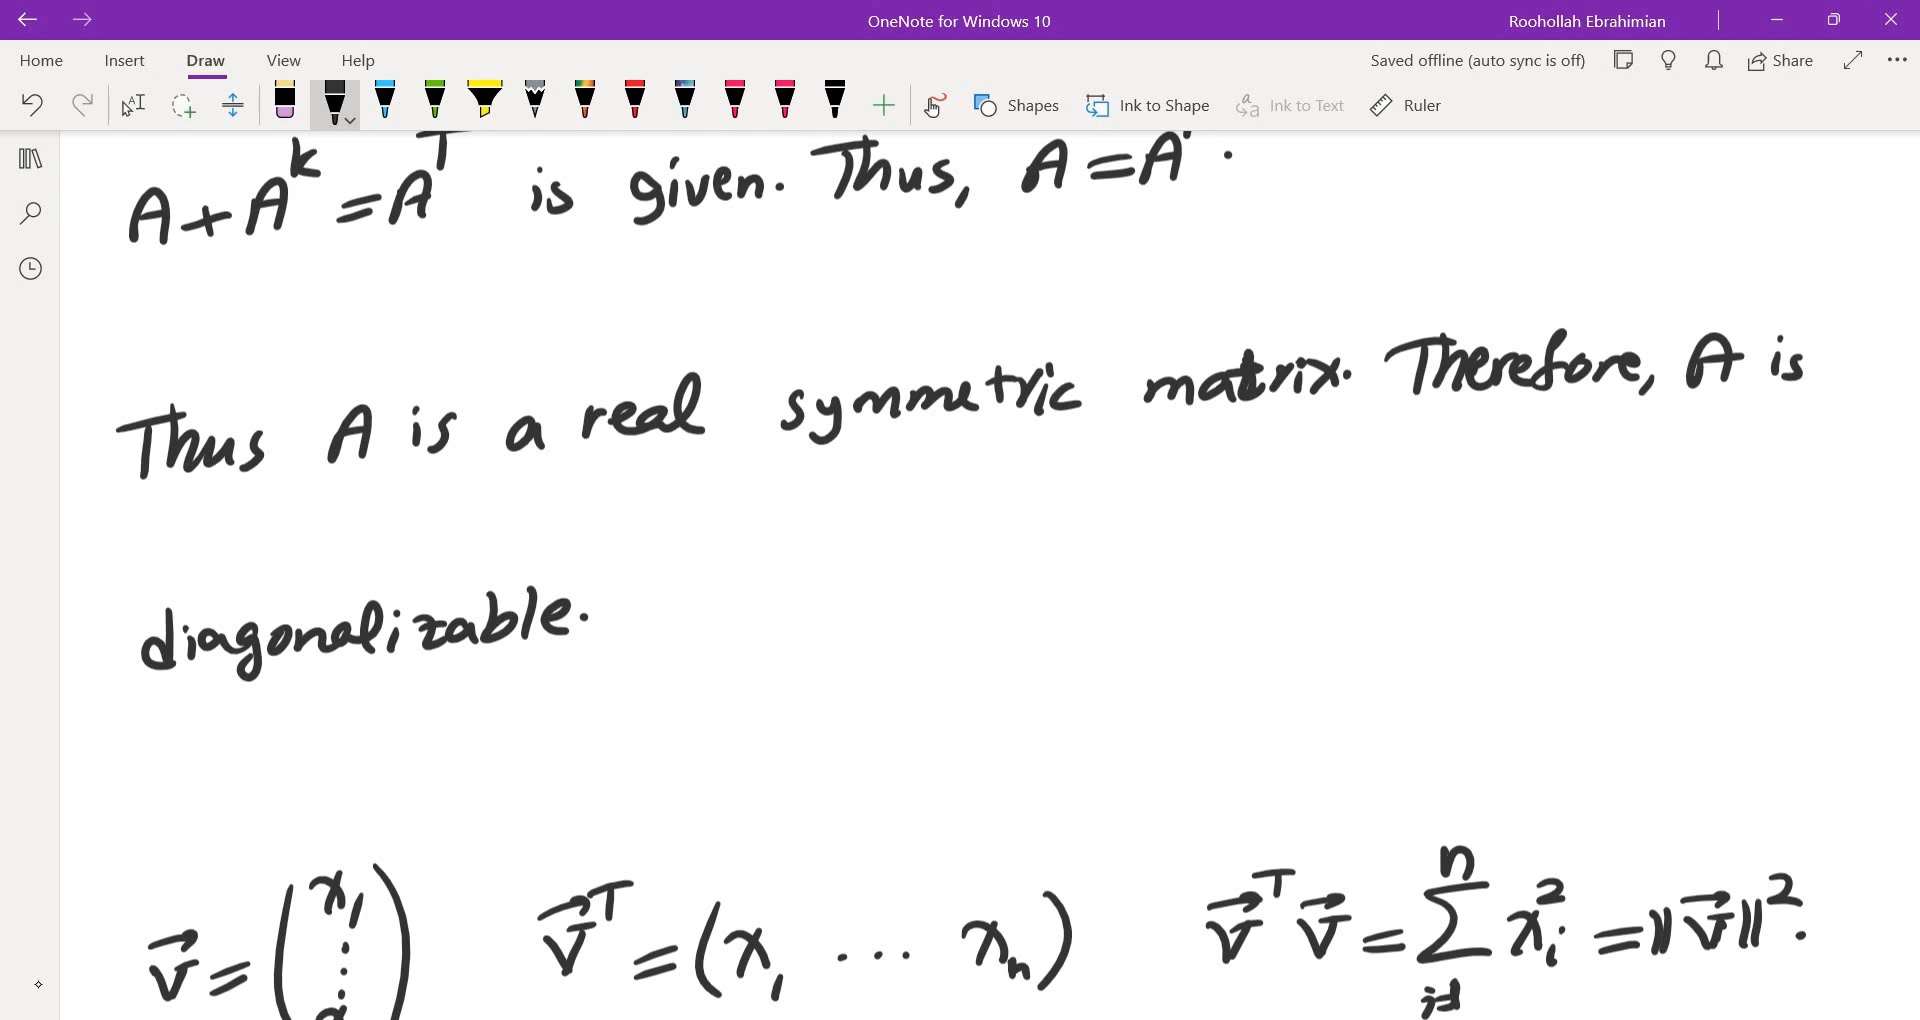 OneNote for Windows 10
Roohollah Ebrahimian
Home Insert Draw View Help
Saved offline (auto sync is off) Share
Shapes Ink to Shape Ink to Text Ruler
A + A^k = A^T is given. Thus, A = A^T.
Thus A is a real symmetric matrix. Therefore, A is
diagonalizable.
v⃗ = (x₁ ⋮ v⃗^T = (x₁ ⋯ xₙ) v⃗^T v⃗ = ∑_{i=1}^n x_i^2 = ‖v⃗‖^2.